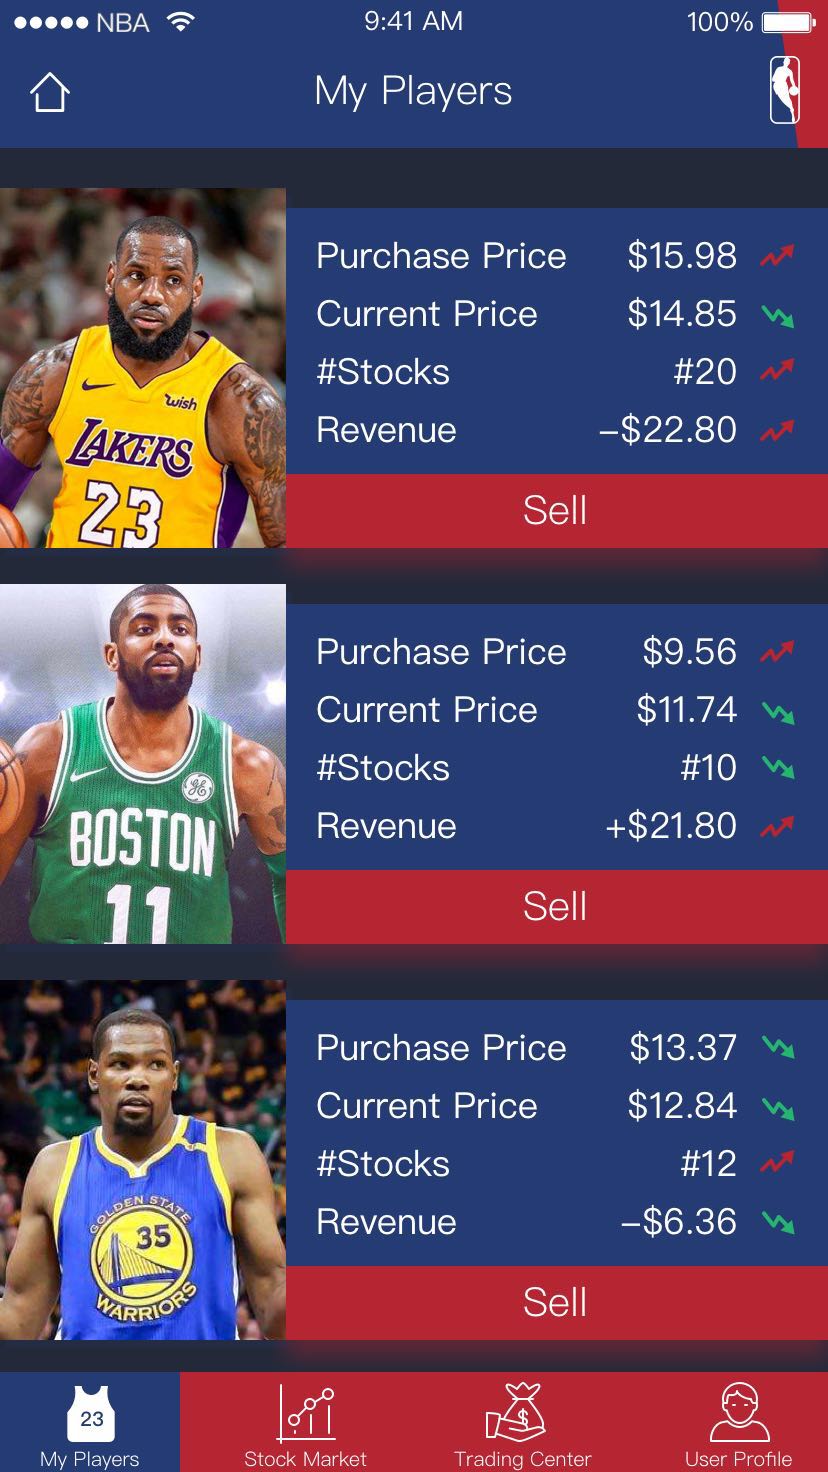 NBA 9:41 AM 100%
My Players
wish
LAKERS
23
Purchase Price $15.98
Current Price $14.85
#Stocks #20
Revenue –$22.80
Sell
BOSTON
11
Purchase Price $9.56
Current Price $11.74
#Stocks #10
Revenue +$21.80
Sell
GOLDEN STATE
35
WARRIORS
Purchase Price $13.37
Current Price $12.84
#Stocks #12
Revenue –$6.36
Sell
23
$
My Players Stock Market Trading Center User Profile